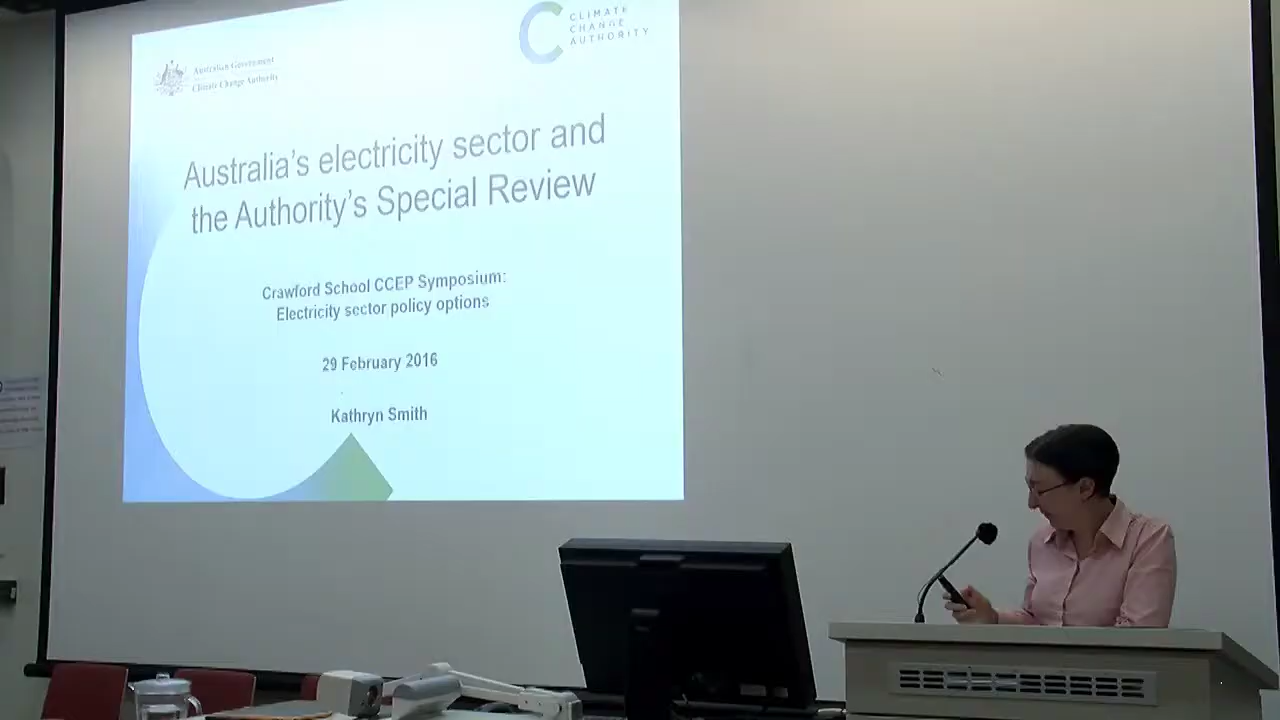 CLIMATE
CHANGE
AUTHORITY
Australian Government
Climate Change Authority
Australia's electricity sector and
the Authority's Special Review
Crawford School CCEP Symposium:
Electricity sector policy options
29 February 2016
Kathryn Smith